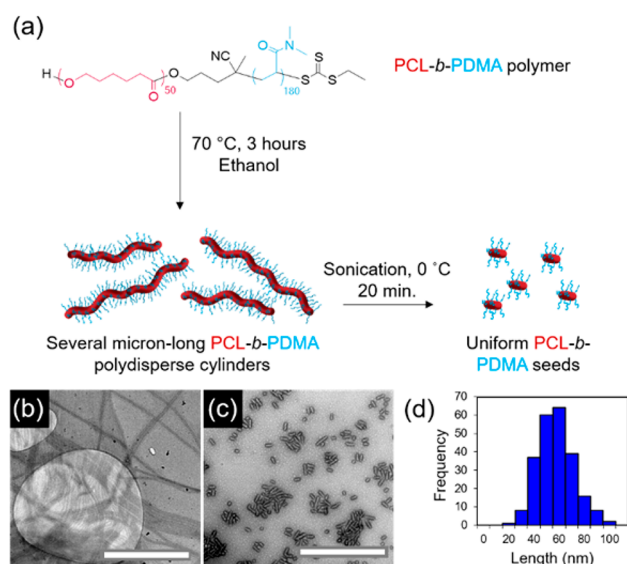 (a)
H
O
O
50
O
NC
O
N
180
S
S
S
PCL-b-PDMA polymer
70 °C, 3 hours
Ethanol
Sonication, 0 °C
20 min.
Several micron-long PCL-b-PDMA
polydisperse cylinders
Uniform PCL-b-
PDMA seeds
(b)
(c)
(d)
Frequency
70
60
50
40
30
20
10
0
0 20 40 60 80 100
Length (nm)